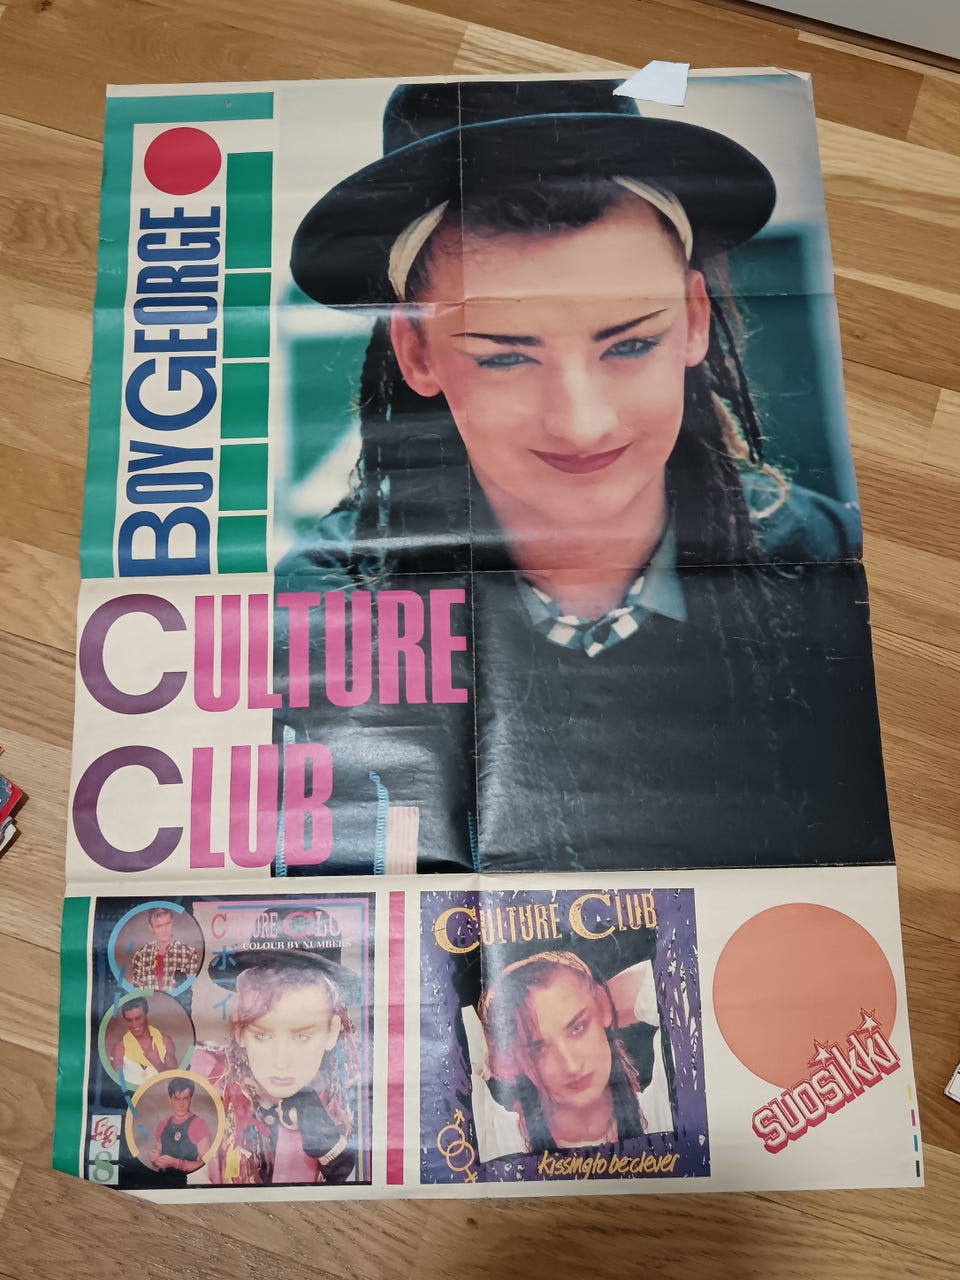 BOY GEORGE
CULTURE
CLUB
CULTURE CLUB
COLOUR BY NUMBERS
CULTURE CLUB
kissing to be clever
suosikki